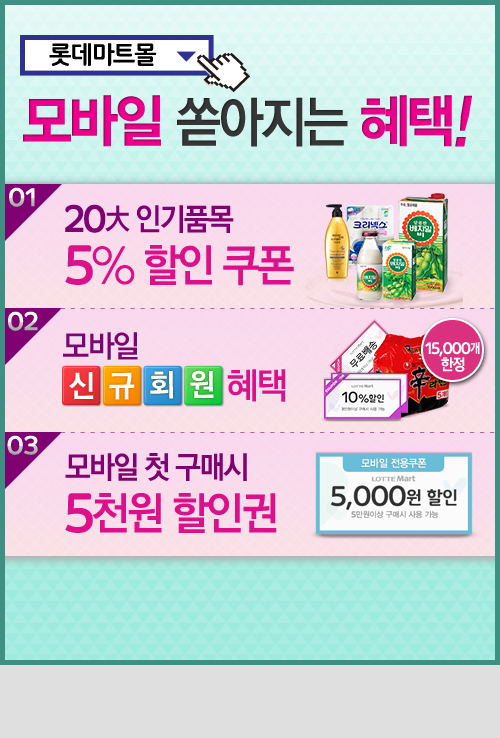 롯데마트몰
모바일 쏟아지는 혜택!
01
20大 인기품목
5% 할인 쿠폰
크리넥스
베지밀
02
모바일
신규회원 혜택
무료배송
LOTTE Mart
10%할인
15,000개
한정
03
모바일 첫 구매시
5천원 할인권
모바일 전용쿠폰
LOTTE Mart
5,000원 할인
5만원이상 구매시 사용 가능